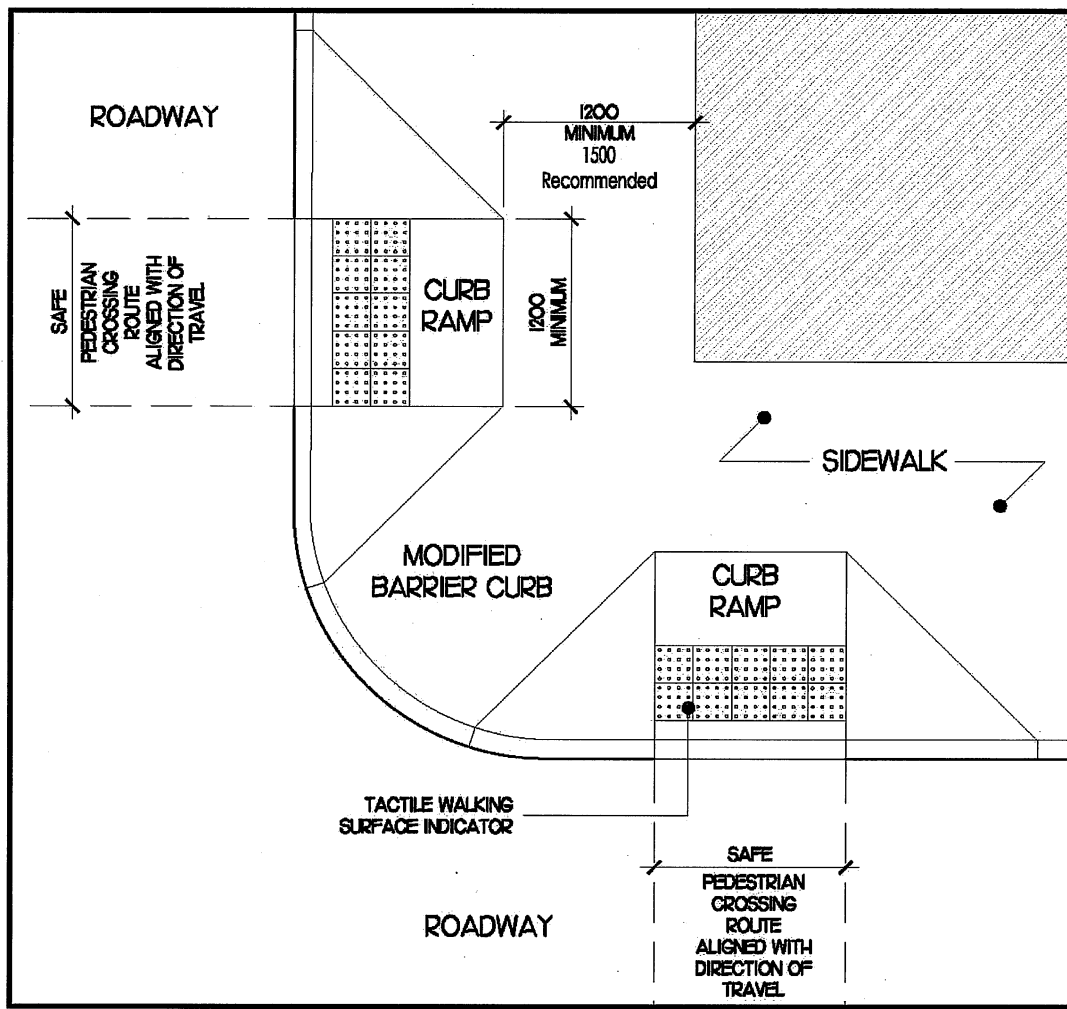 ROADWAY
1200
MINIMUM
1500
Recommended
SAFE
PEDESTRIAN
CROSSING
ROUTE
ALIGNED WITH
DIRECTION OF
TRAVEL
CURB
RAMP
1200
MINIMUM
SIDEWALK
MODIFIED
BARRIER CURB
CURB
RAMP
TACTILE WALKING
SURFACE INDICATOR
SAFE
PEDESTRIAN
CROSSING
ROUTE
ALIGNED WITH
DIRECTION OF
TRAVEL
ROADWAY